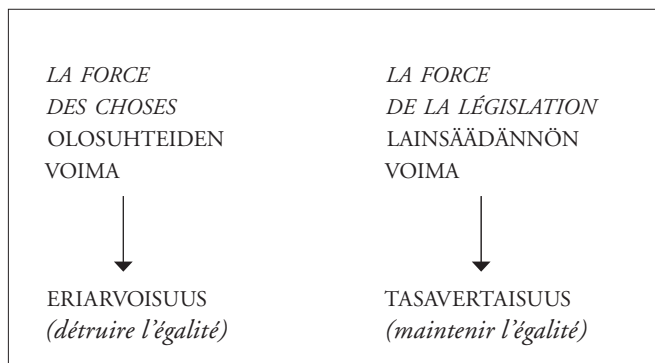 LA FORCE
DES CHOSES
OLOSUHTEIDEN
VOIMA
ERIARVOISUUS
(détruire l’égalité)
LA FORCE
DE LA LÉGISLATION
LAINSÄÄDÄNNÖN
VOIMA
TASAVERTAISUUS
(maintenir l’égalité)